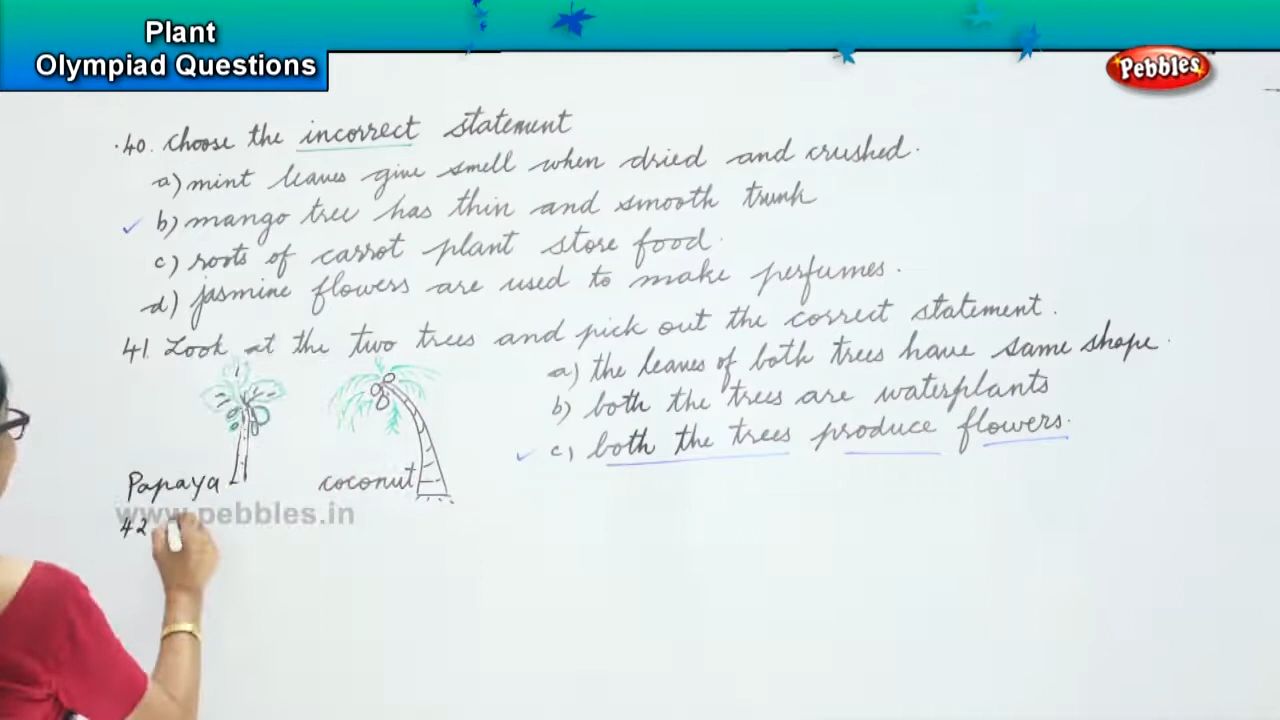 Plant
Olympiad Questions
Pebbles
40. Choose the incorrect statement
a) mint leaves give smell when dried and crushed.
b) mango tree has thin and smooth trunk
c) roots of carrot plant store food.
d) jasmine flowers are used to make perfumes.
41. Look at the two trees and pick out the correct statement.
a) the leaves of both trees have same shape.
b) both the trees are waterplants
c) both the trees produce flowers.
Papaya
coconut
www.pebbles.in
42